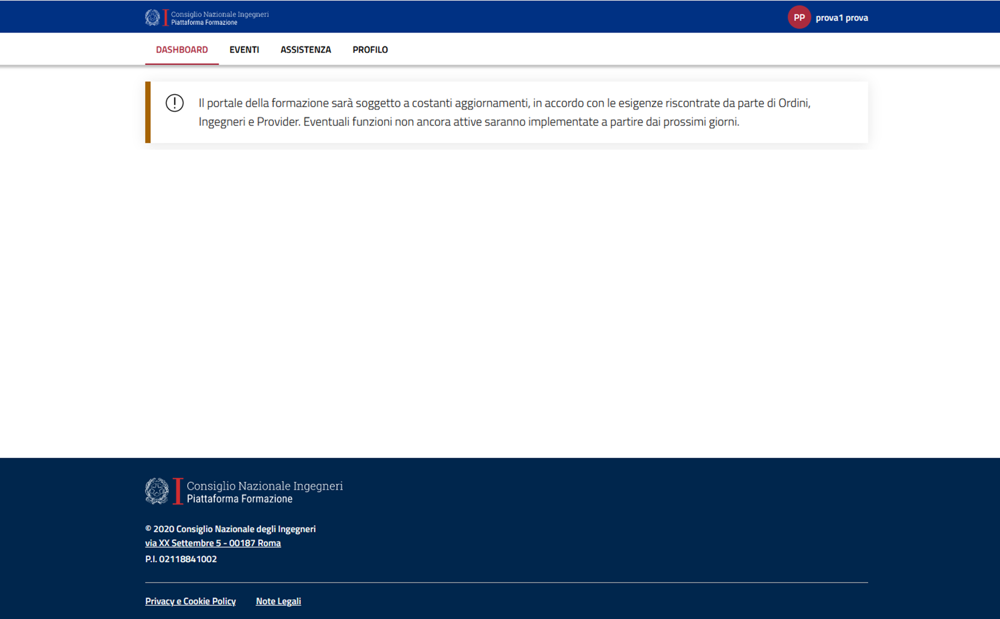 Consiglio Nazionale Ingegneri
Piattaforma Formazione
PP prova1 prova
DASHBOARD EVENTI ASSISTENZA PROFILO
Il portale della formazione sarà soggetto a costanti aggiornamenti, in accordo con le esigenze riscontrate da parte di Ordini,
Ingegneri e Provider. Eventuali funzioni non ancora attive saranno implementate a partire dai prossimi giorni.
Consiglio Nazionale Ingegneri
Piattaforma Formazione
© 2020 Consiglio Nazionale degli Ingegneri
via XX Settembre 5 - 00187 Roma
P.I. 02118841002
Privacy e Cookie Policy Note Legali